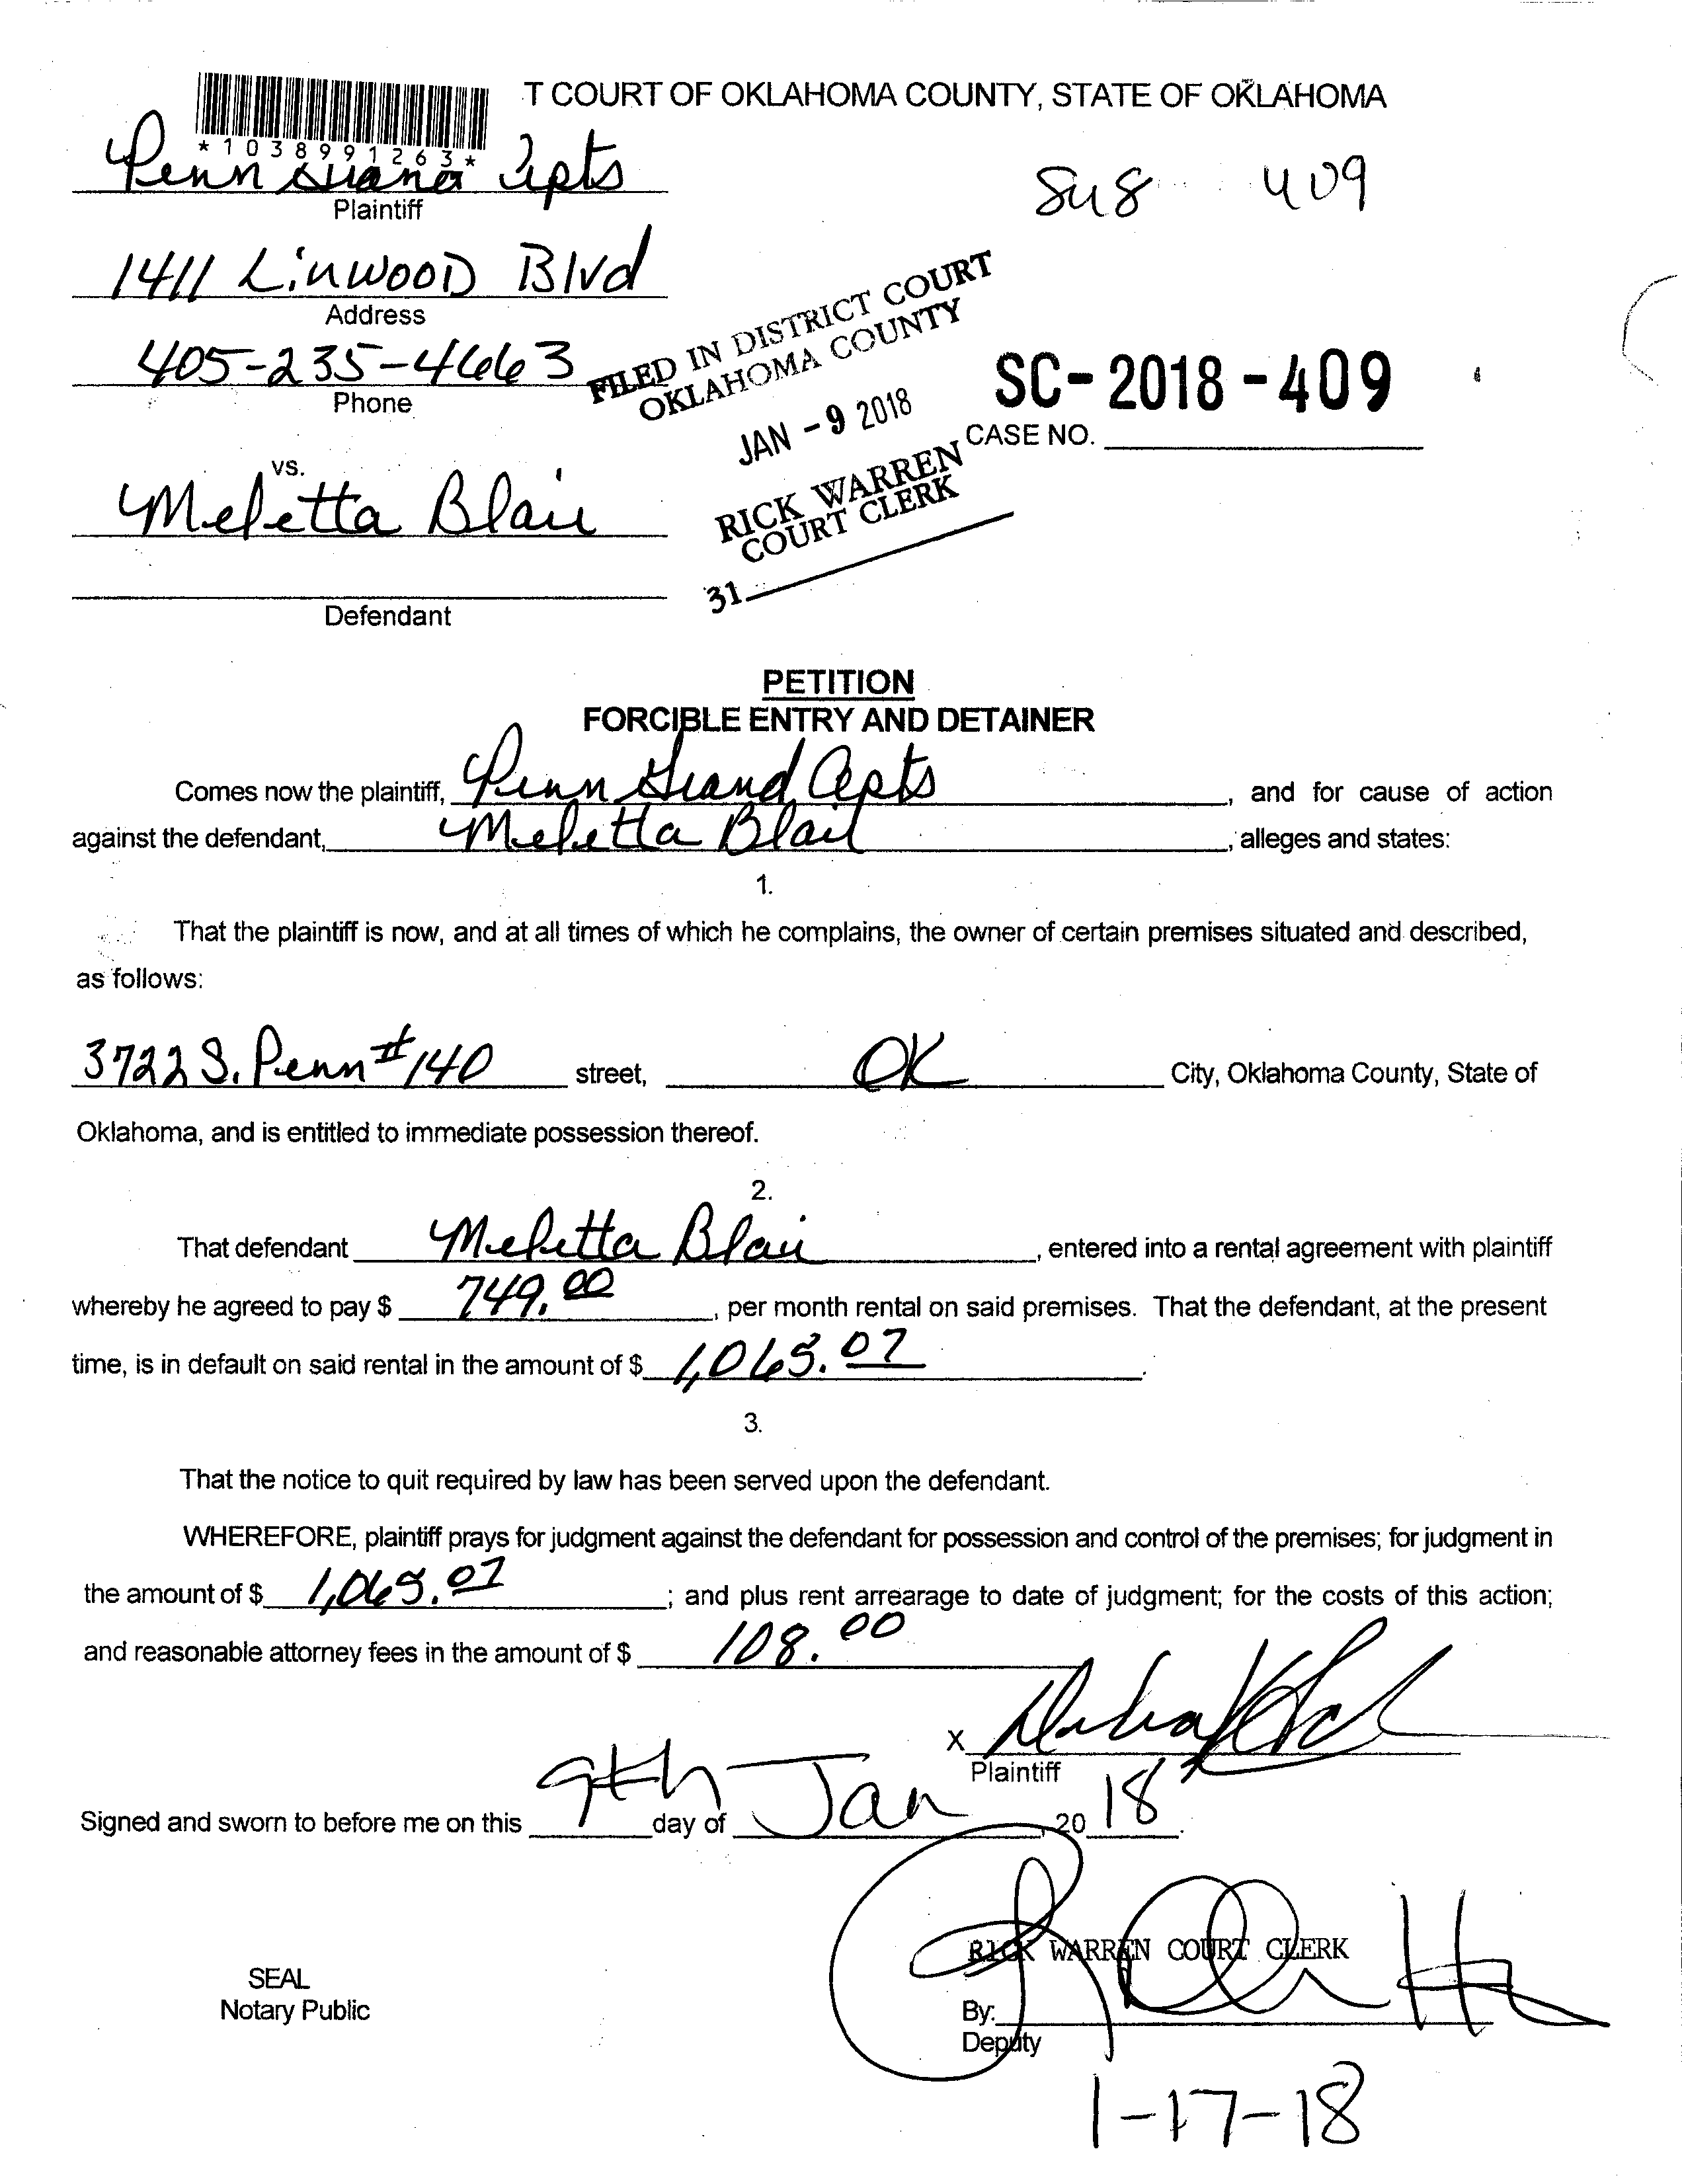 T COURT OF OKLAHOMA COUNTY, STATE OF OKLAHOMA
*1038991263*
Penn Grand Apts
Plaintiff
409
1411 Linwood Blvd
Address
405-235-4663
Phone
FILED IN DISTRICT COURT
OKLAHOMA COUNTY
JAN - 9 2018
RICK WARREN
COURT CLERK
31
SC-2018-409
CASE NO.
vs.
Meletta Blair
Defendant
PETITION
FORCIBLE ENTRY AND DETAINER
Comes now the plaintiff, Penn Grand Apts, and for cause of action
against the defendant, Meletta Blair, alleges and states:
1.
That the plaintiff is now, and at all times of which he complains, the owner of certain premises situated and described,
as follows:
3722 S. Penn #140 street, OK City, Oklahoma County, State of
Oklahoma, and is entitled to immediate possession thereof.
2.
That defendant Meletta Blair, entered into a rental agreement with plaintiff
whereby he agreed to pay $ 749.00, per month rental on said premises. That the defendant, at the present
time, is in default on said rental in the amount of $
3.
That the notice to quit required by law has been served upon the defendant.
WHEREFORE, plaintiff prays for judgment against the defendant for possession and control of the premises; for judgment in
the amount of $ ; and plus rent arrearage to date of judgment; for the costs of this action;
and reasonable attorney fees in the amount of $ 108.00
X
Plaintiff
Signed and sworn to before me on this 9th day of Jan, 2018.
RICK WARREN COURT CLERK
SEAL
Notary Public
By:
Deputy
1-17-18